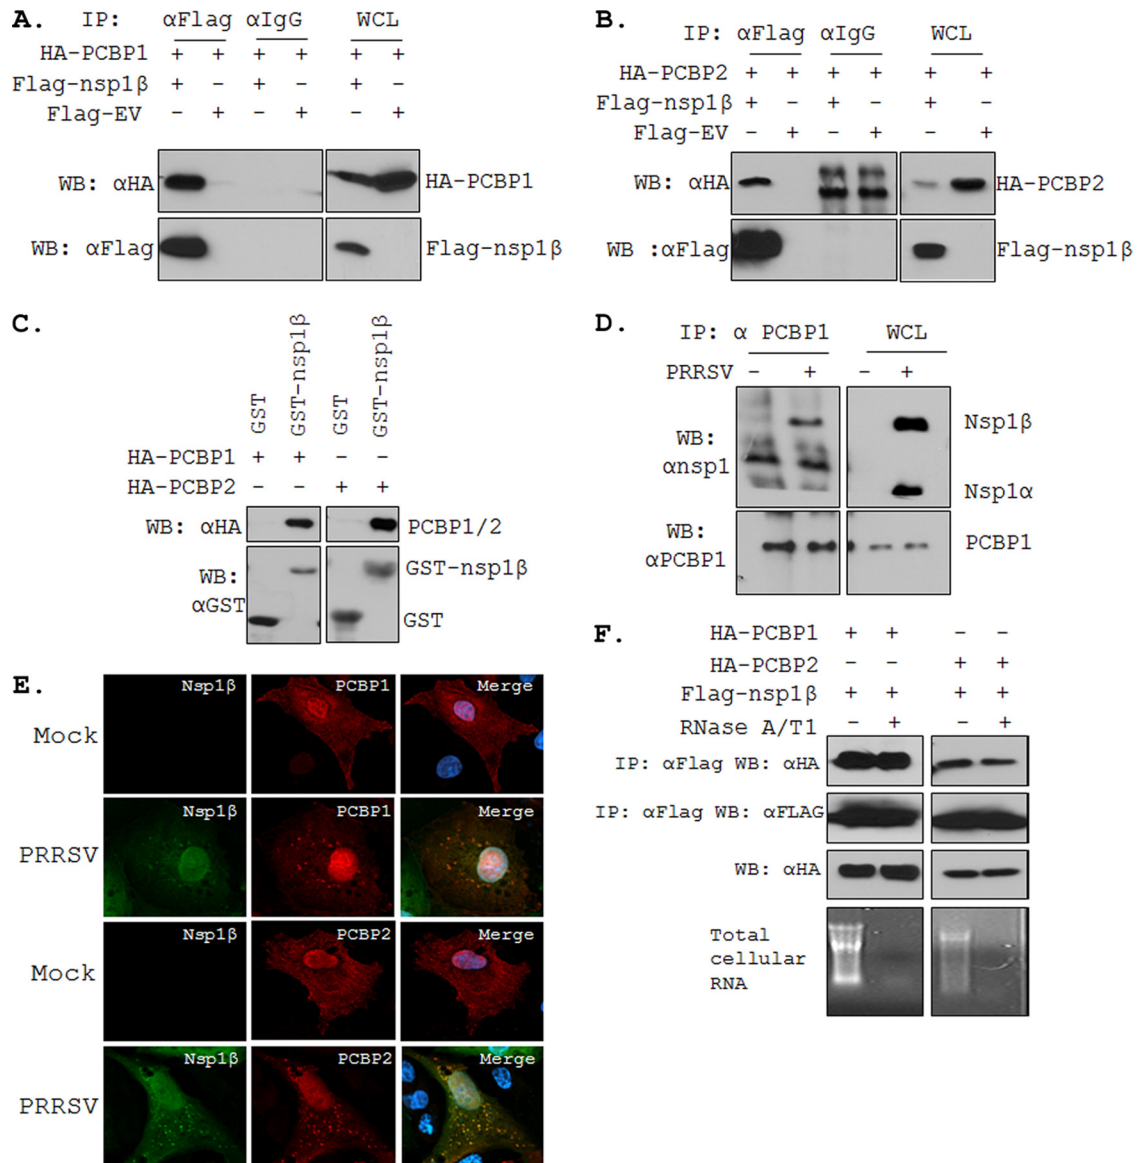 A. IP: αFlag αIgG WCL
HA-PCBP1 + + + + + +
Flag-nsp1β + – + – + –
Flag-EV – + – + – +
WB: αHA HA-PCBP1
WB: αFlag Flag-nsp1β
B. IP: αFlag αIgG WCL
HA-PCBP2 + + + + + +
Flag-nsp1β + – + – + –
Flag-EV – + – + – +
WB: αHA HA-PCBP2
WB :αFlag Flag-nsp1β
C.
GST
GST-nsp1β
GST
GST-nsp1β
HA-PCBP1 + + – –
HA-PCBP2 – – + +
WB: αHA PCBP1/2
WB:
αGST
GST-nsp1β
GST
D. IP: α PCBP1 WCL
PRRSV – + – +
WB:
αnsp1
Nsp1β
Nsp1α
WB:
αPCBP1
PCBP1
E.
Mock Nsp1β PCBP1 Merge
PRRSV Nsp1β PCBP1 Merge
Mock Nsp1β PCBP2 Merge
PRRSV Nsp1β PCBP2 Merge
F. HA-PCBP1 + + – –
HA-PCBP2 – – + +
Flag-nsp1β + + + +
RNase A/T1 – + – +
IP: αFlag WB: αHA
IP: αFlag WB: αFLAG
WB: αHA
Total
cellular
RNA